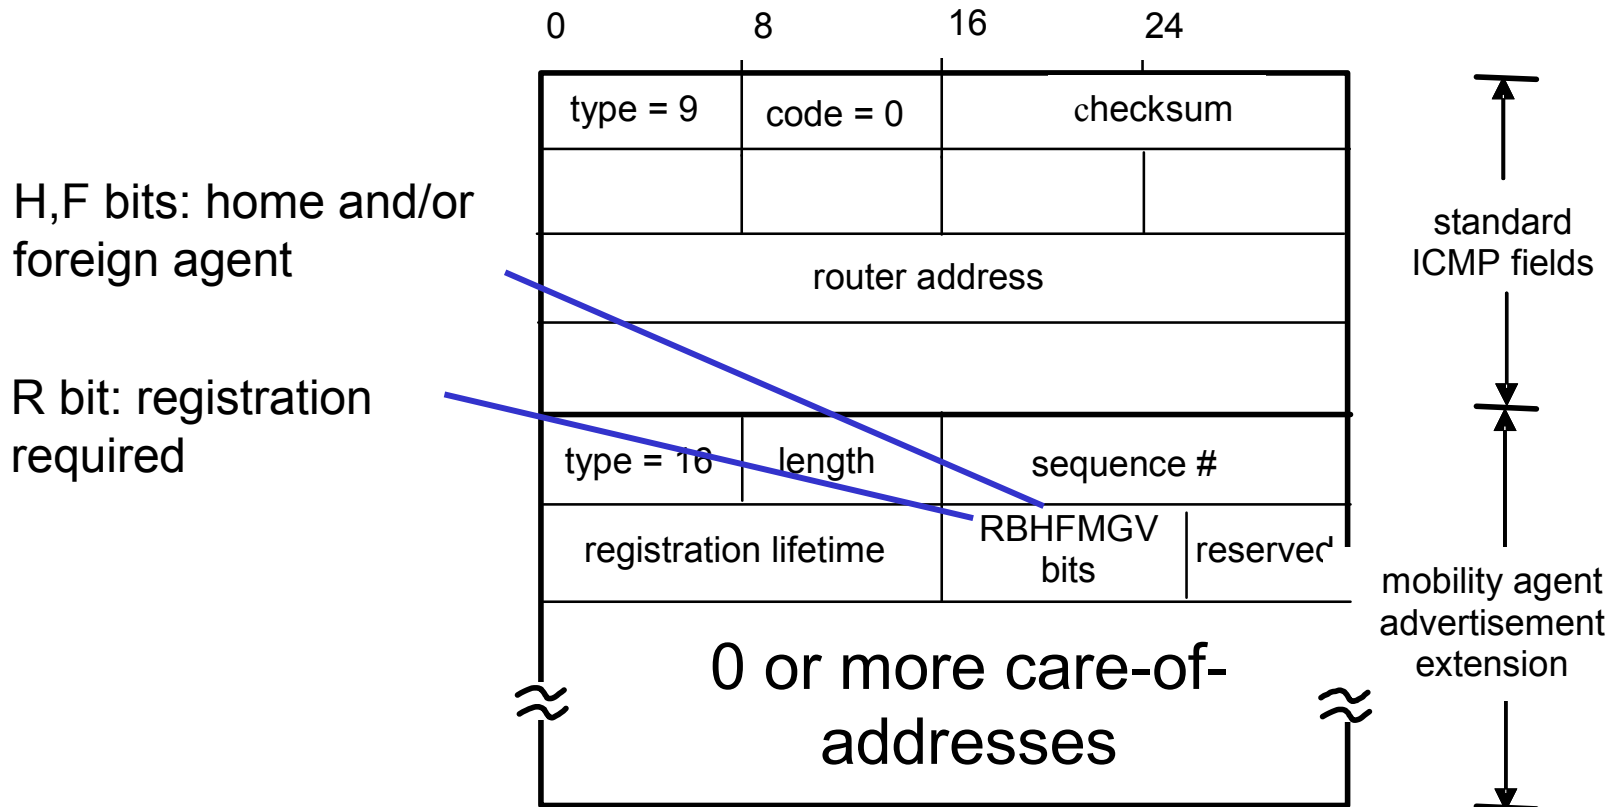 0 8 16 24
type = 9 code = 0 checksum
H,F bits: home and/or
foreign agent
standard
ICMP fields
router address
R bit: registration
required
type = 16 length sequence #
registration lifetime RBHFMGV
bits reserved
mobility agent
advertisement
extension
0 or more care-of-
addresses